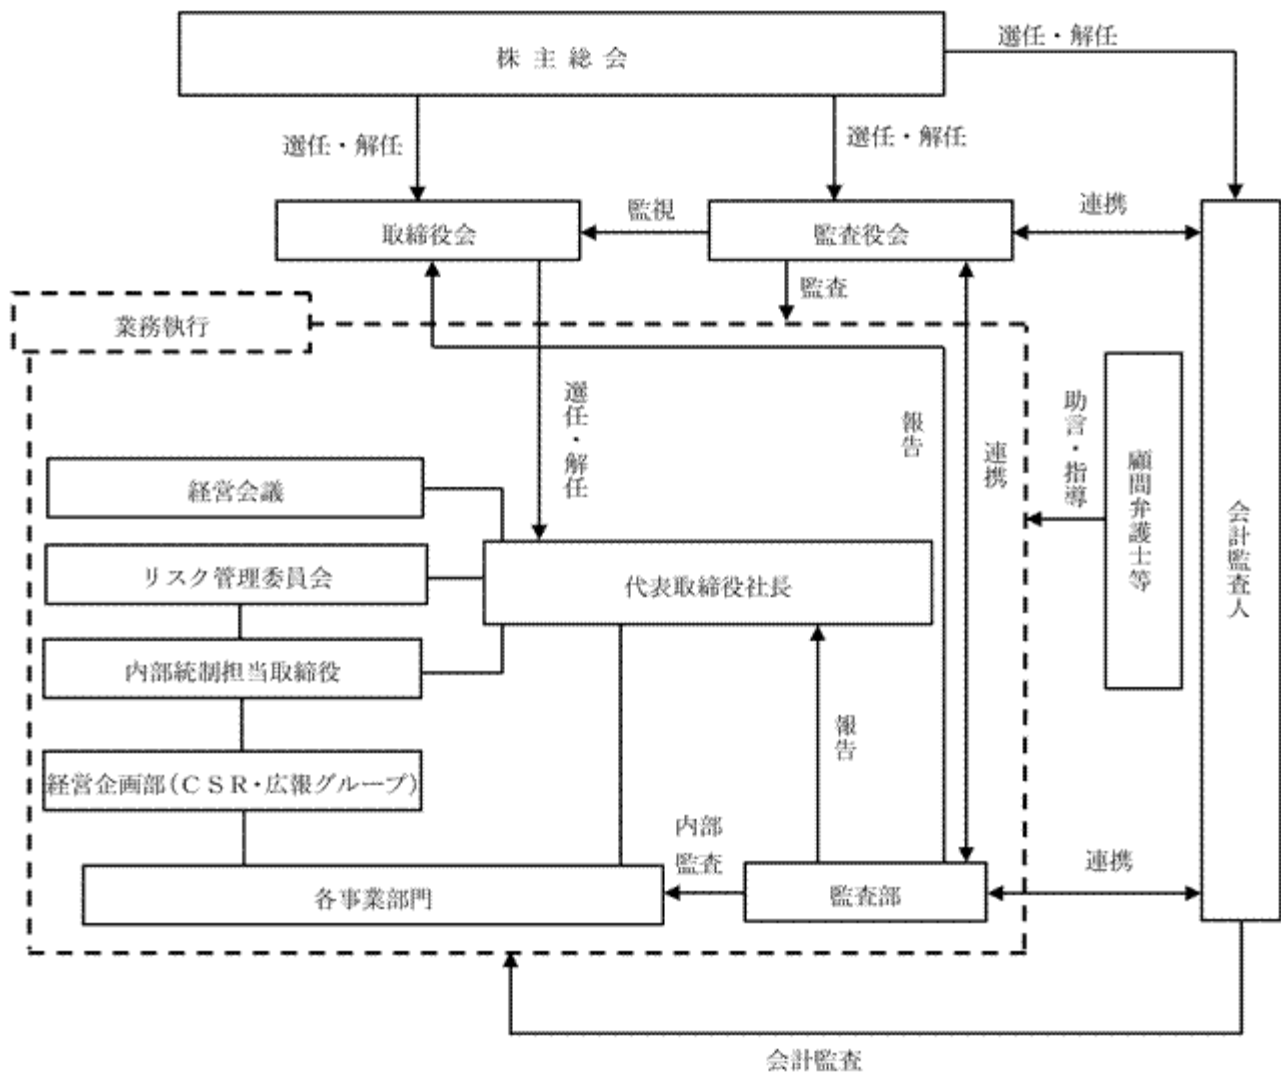 株主総会
選任・解任
選任・解任
選任・解任
取締役会
監視
監査役会
連携
監査
業務執行
選任・解任
報告
連携
助言・指導
顧問弁護士等
会計監査人
経営会議
リスク管理委員会
代表取締役社長
内部統制担当取締役
報告
経営企画部(CSR・広報グループ)
内部
監査
各事業部門
監査部
連携
会計監査